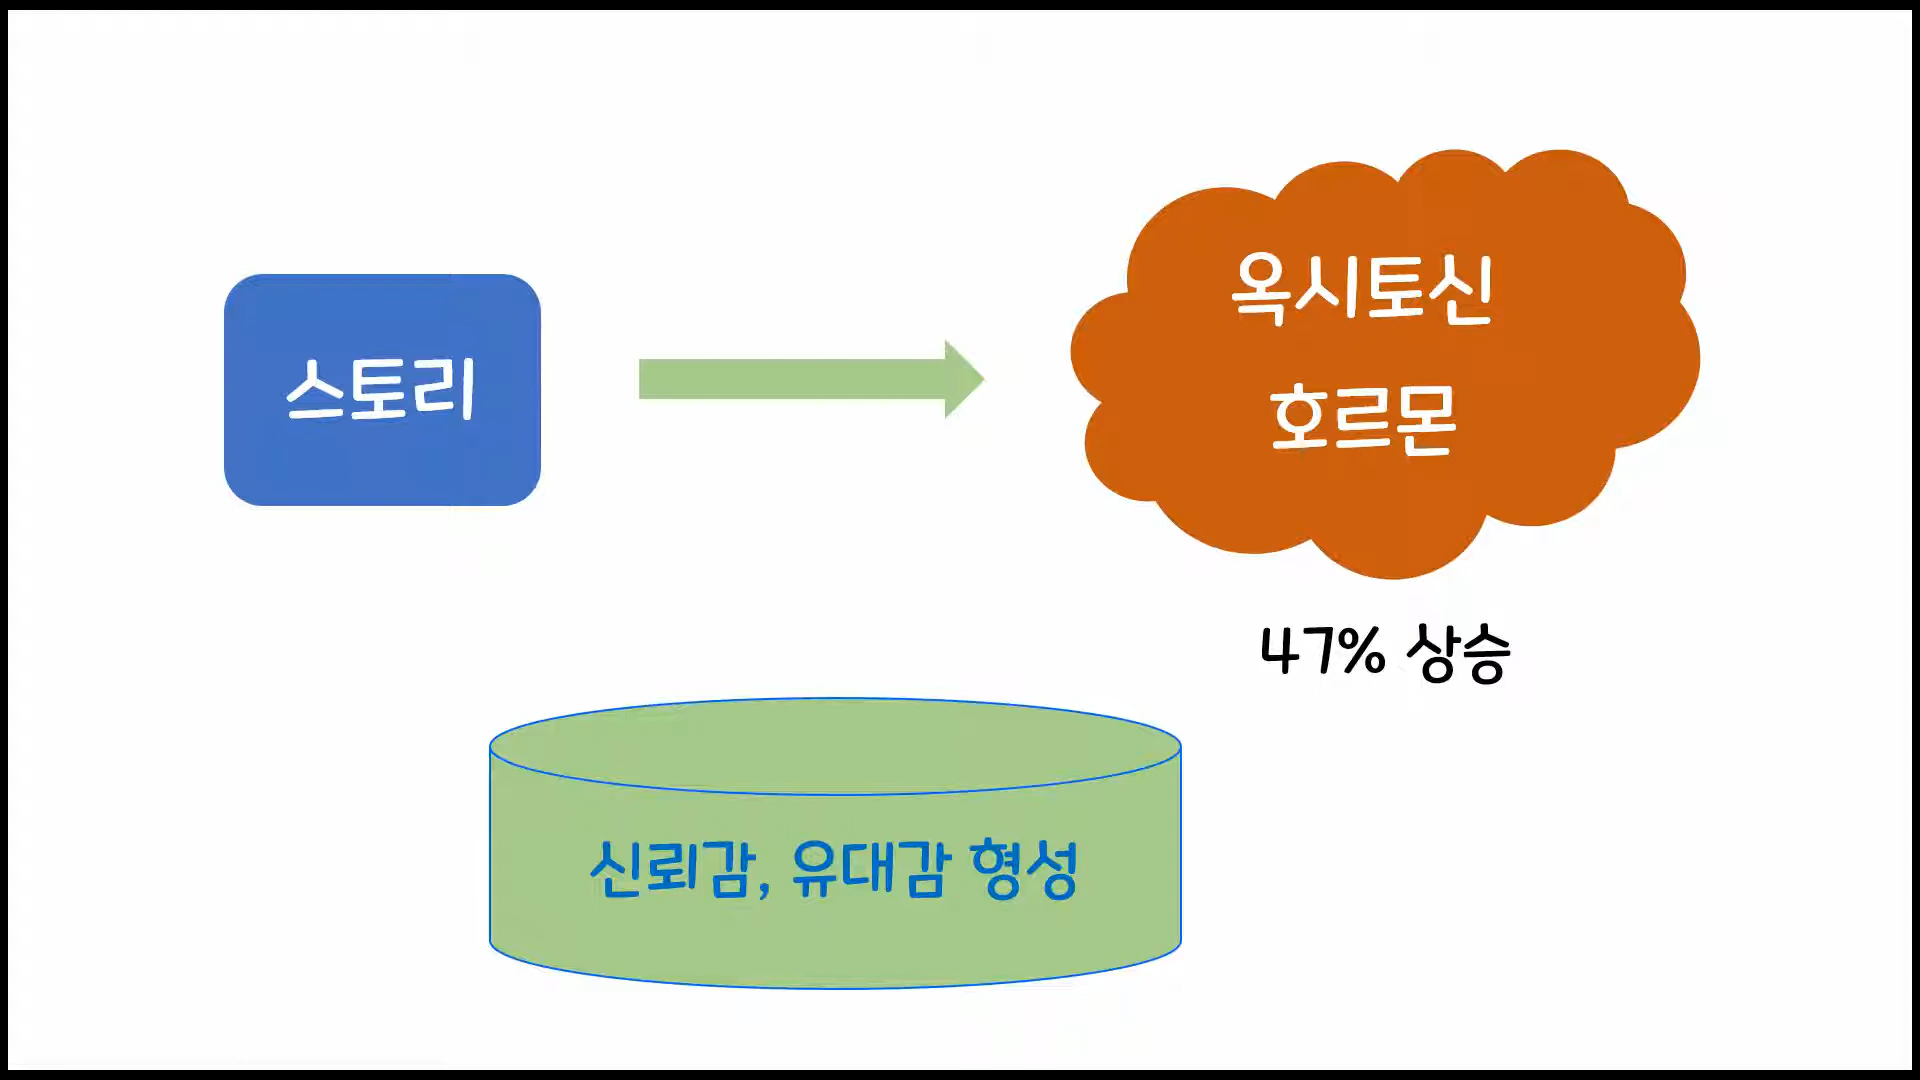 스토리
옥시토신
호르몬
47% 상승
신뢰감, 유대감 형성